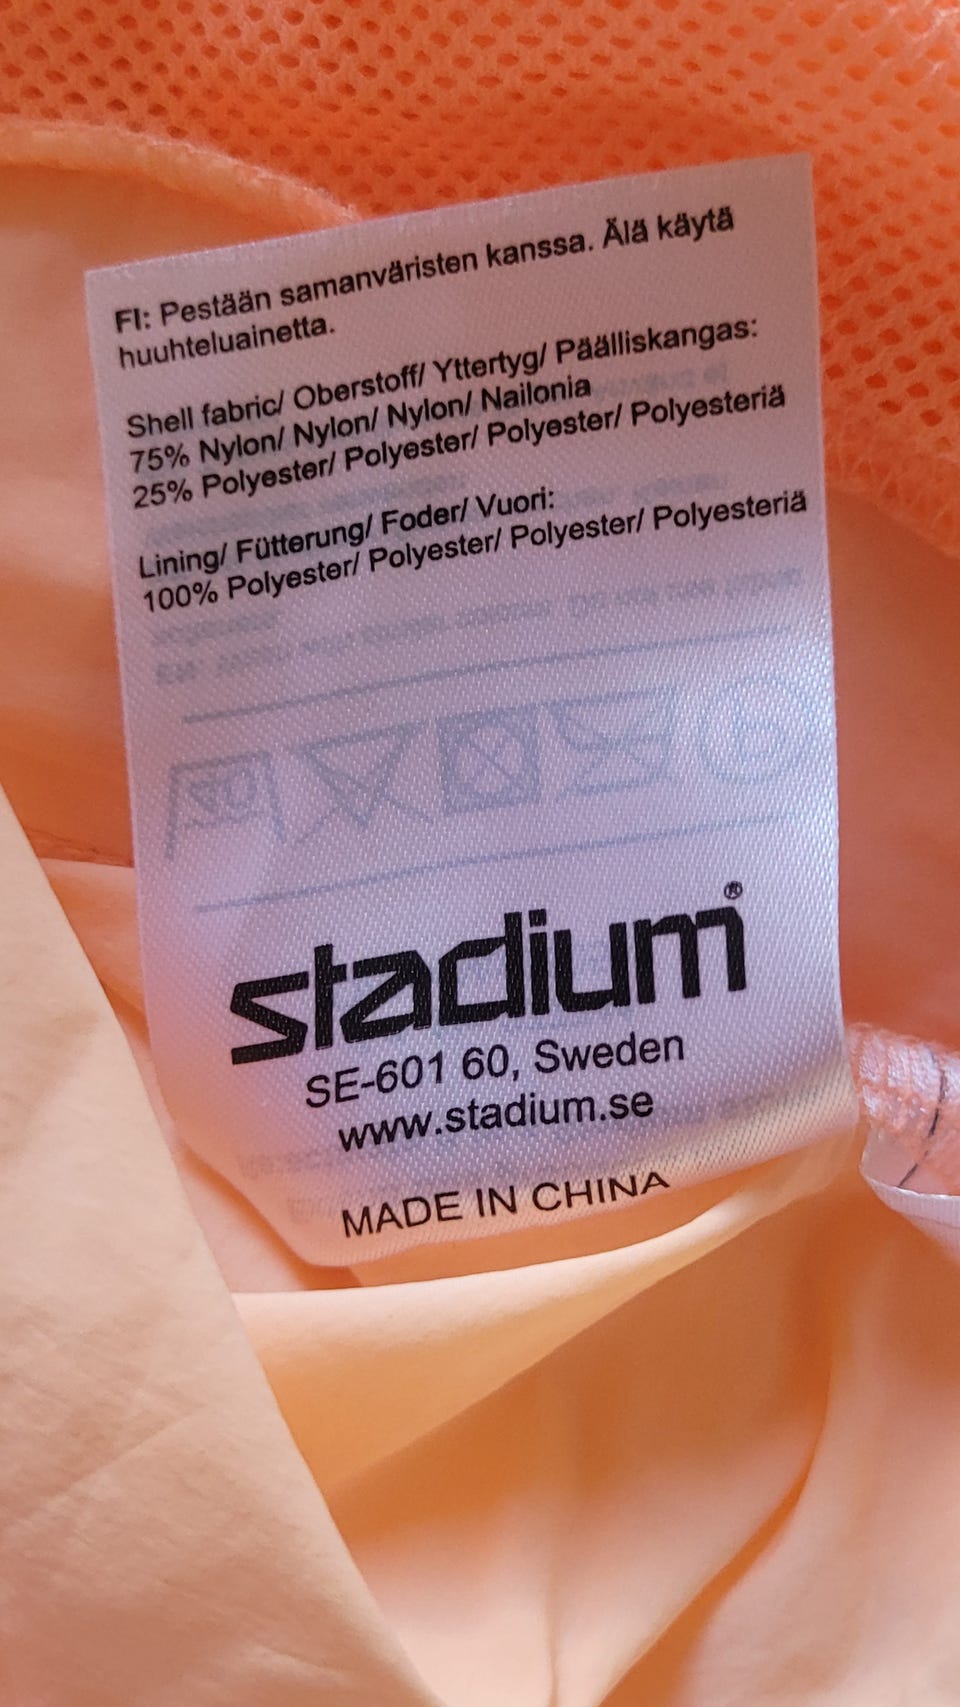 FI: Pestään samanväristen kanssa. Älä käytä
huuhteluainetta.
Shell fabric/ Oberstoff/ Yttertyg/ Päälliskangas:
75% Nylon/ Nylon/ Nylon/ Nailonia
25% Polyester/ Polyester/ Polyester/ Polyesteriä
Lining/ Fütterung/ Foder/ Vuori:
100% Polyester/ Polyester/ Polyester/ Polyesteriä
stadium®
SE-601 60, Sweden
www.stadium.se
MADE IN CHINA